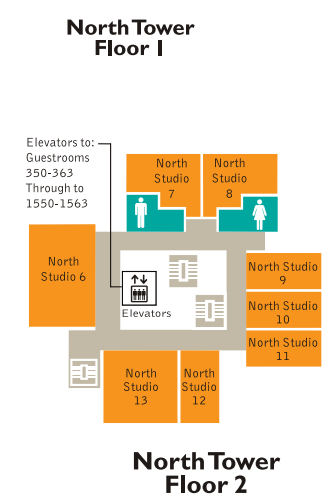 North Tower
Floor 1
Elevators to:
Guestrooms
350-363
Through to
1550-1563
North
Studio
7
North
Studio
8
North
Studio 6
Elevators
North Studio
9
North Studio
10
North Studio
11
North
Studio
13
North
Studio
12
North Tower
Floor 2